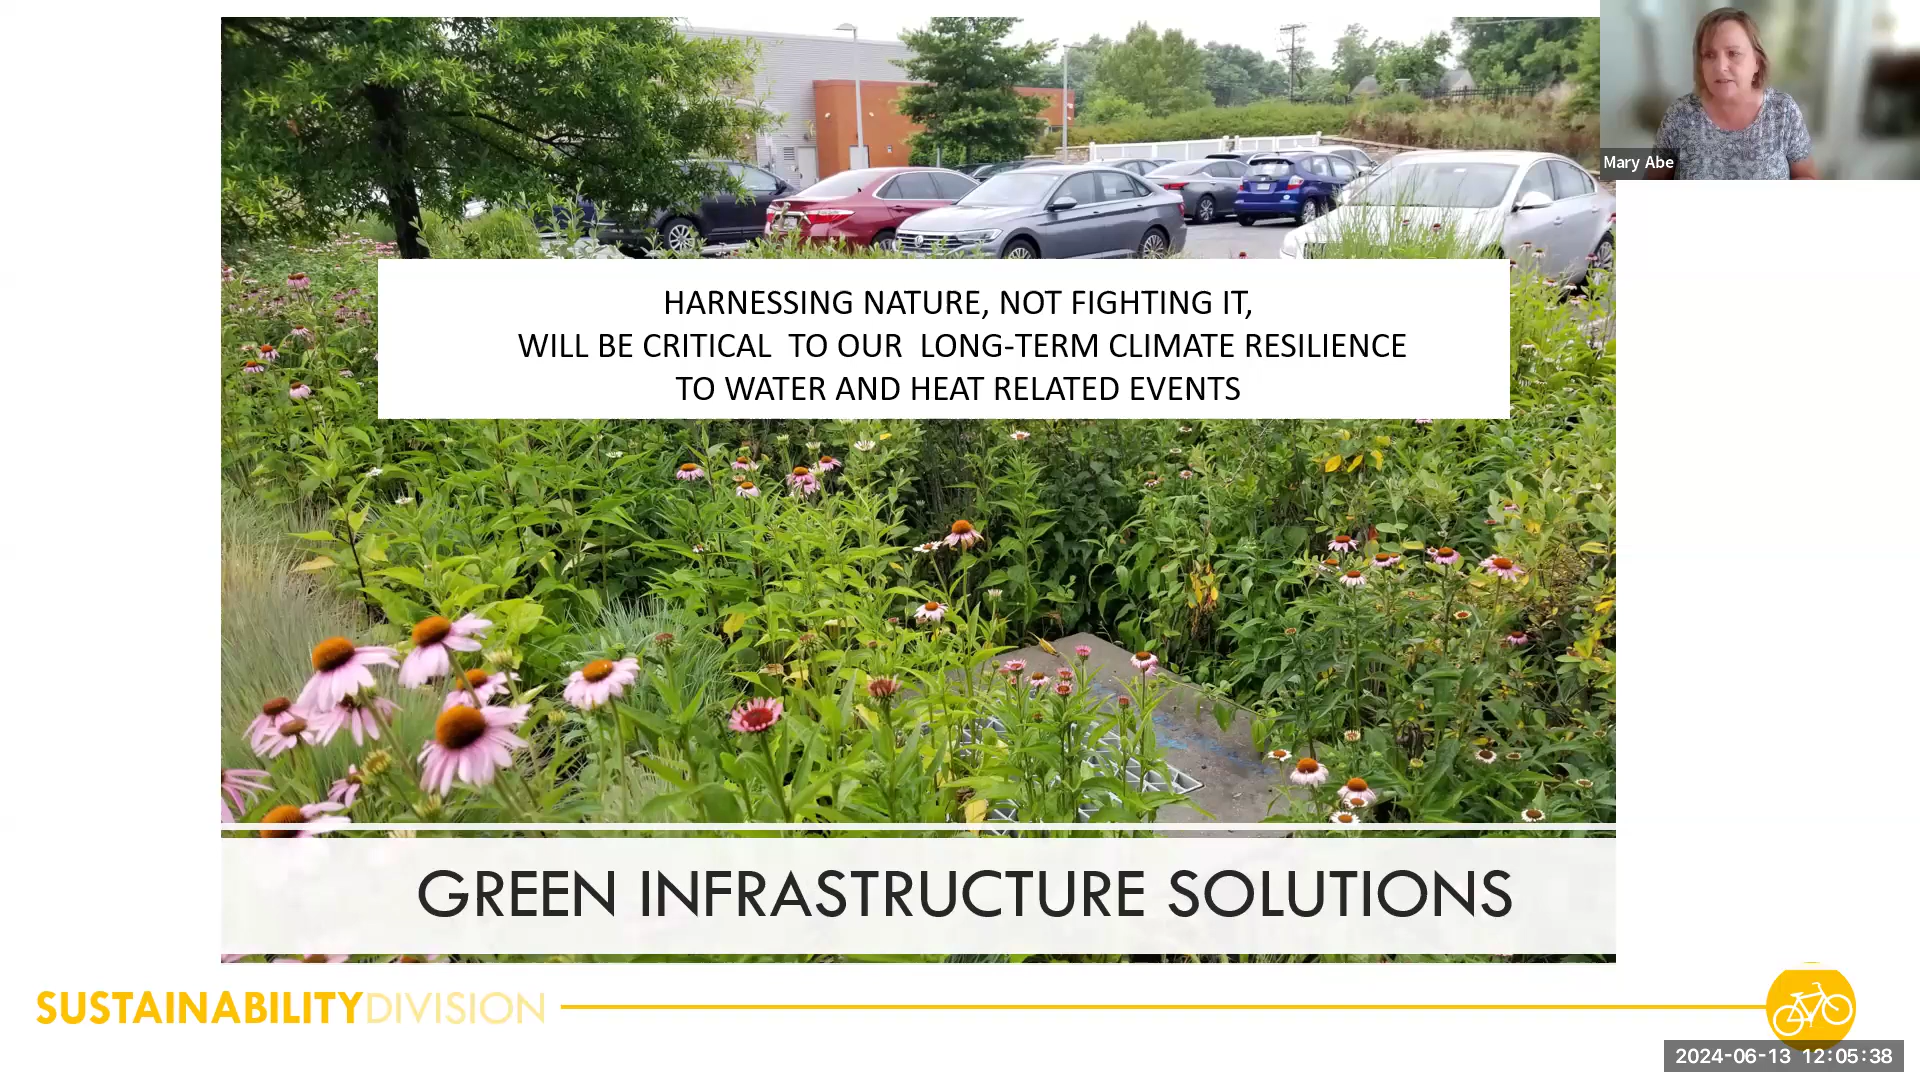 Mary Abe
HARNESSING NATURE, NOT FIGHTING IT,
WILL BE CRITICAL TO OUR LONG-TERM CLIMATE RESILIENCE
TO WATER AND HEAT RELATED EVENTS
GREEN INFRASTRUCTURE SOLUTIONS
SUSTAINABILITYDIVISION
2024-06-13 12:05:38